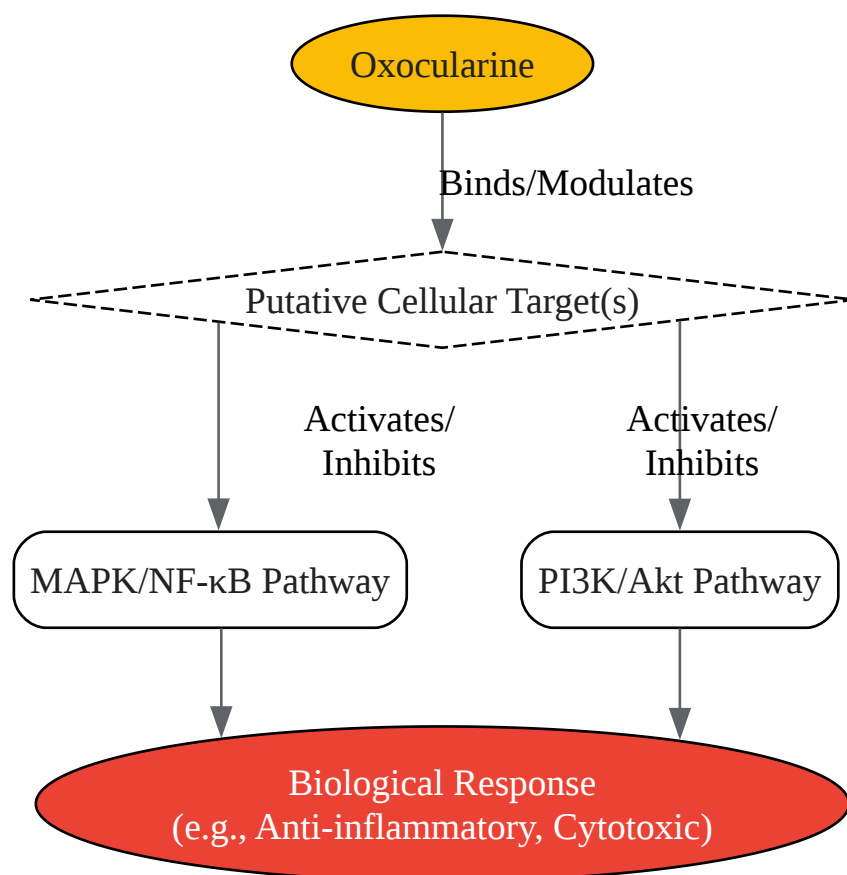 Oxocularine
Binds/Modulates
Putative Cellular Target(s)
Activates/
Inhibits
Activates/
Inhibits
MAPK/NF-κB Pathway
PI3K/Akt Pathway
Biological Response
(e.g., Anti-inflammatory, Cytotoxic)